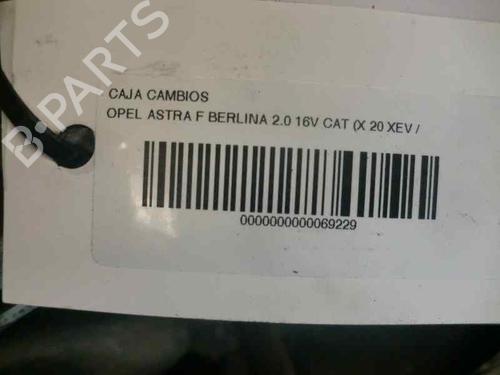 B-PARTS
CAJA CAMBIOS
OPEL ASTRA F BERLINA 2.0 16V CAT (X 20 XEV /
0000000000069229